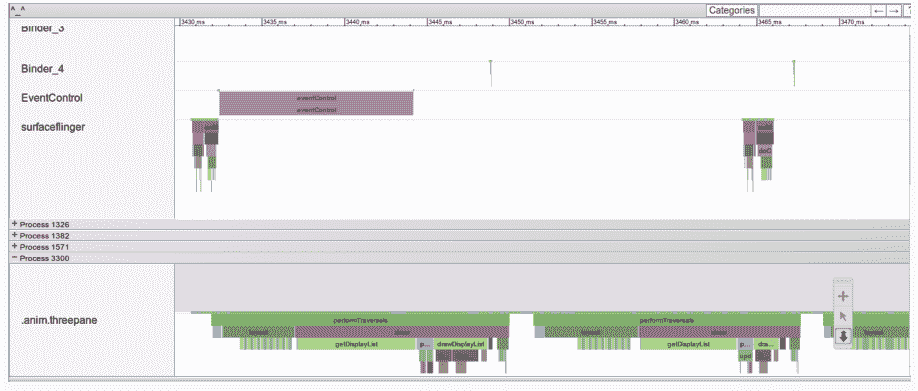 Categories
3430 ms 3435 ms 3440 ms 3445 ms 3450 ms 3455 ms 3460 ms 3465 ms 3470 ms
Binder_3
Binder_4
EventControl
eventControl
eventControl
surfaceflinger
+ Process 1326
+ Process 1382
+ Process 1571
− Process 3300
.anim.threepane
performTraversals performTraversals
getDisplayList p... drawDisplayList getDisplayList p... dra...
upd